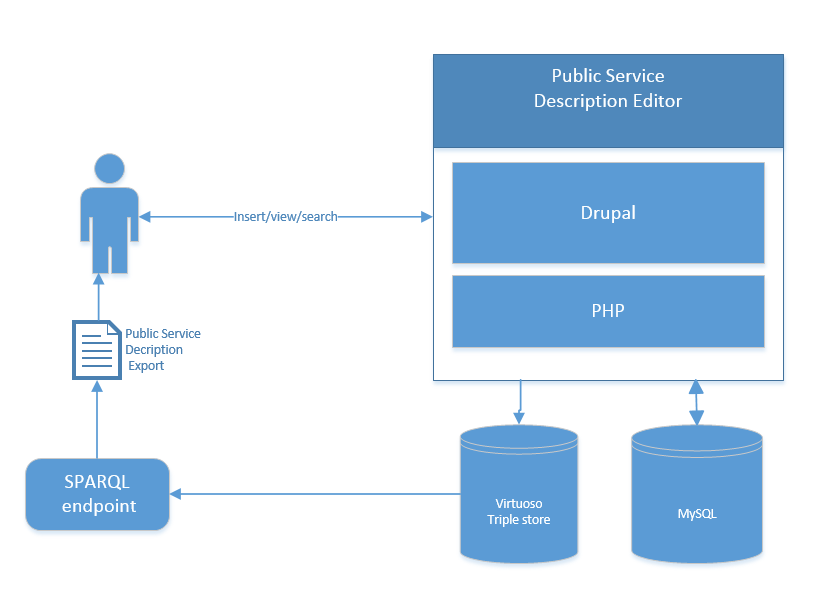 Public Service
Description Editor
Drupal
Insert/view/search
PHP
Public Service
Decription
Export
SPARQL
endpoint
Virtuoso
Triple store
MySQL